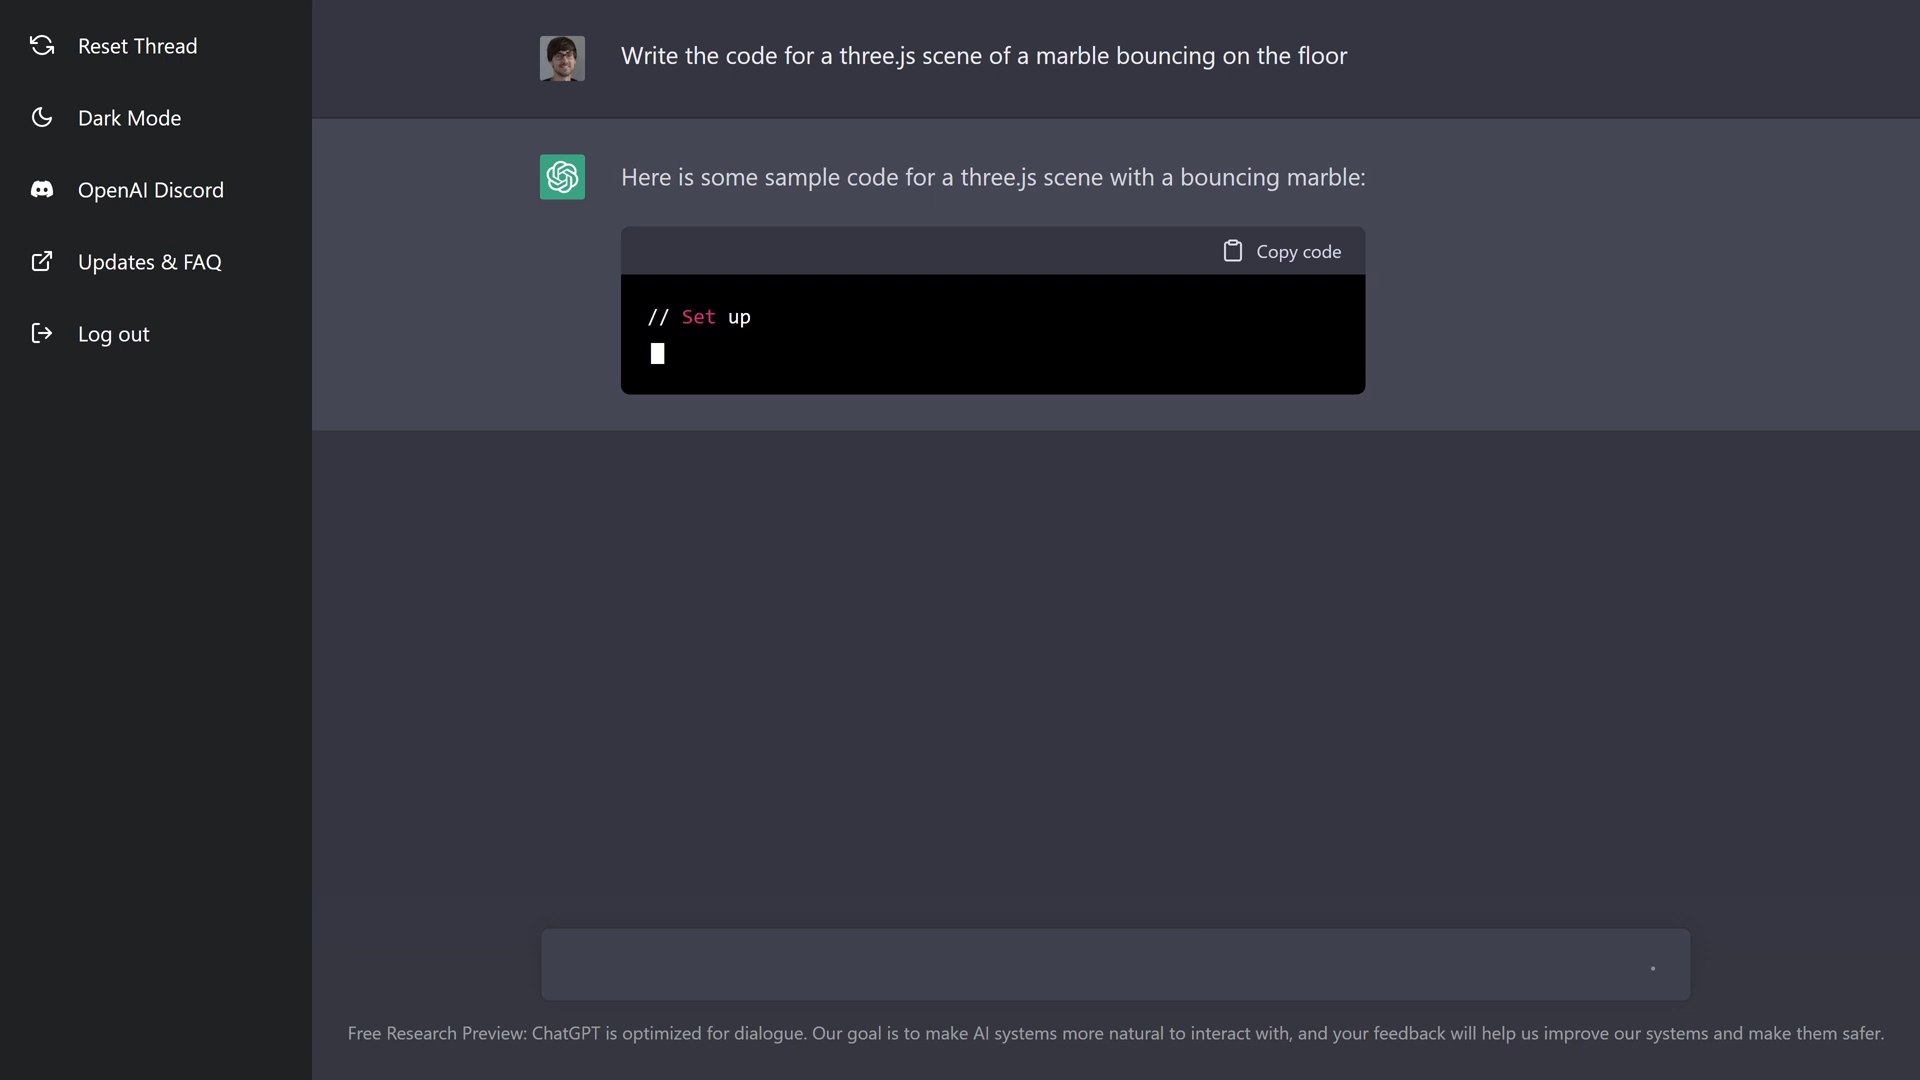 Reset Thread
Dark Mode
OpenAI Discord
Updates & FAQ
Log out
Write the code for a three.js scene of a marble bouncing on the floor
Here is some sample code for a three.js scene with a bouncing marble:
Copy code
// Set up
Free Research Preview: ChatGPT is optimized for dialogue. Our goal is to make AI systems more natural to interact with, and your feedback will help us improve our systems and make them safer.